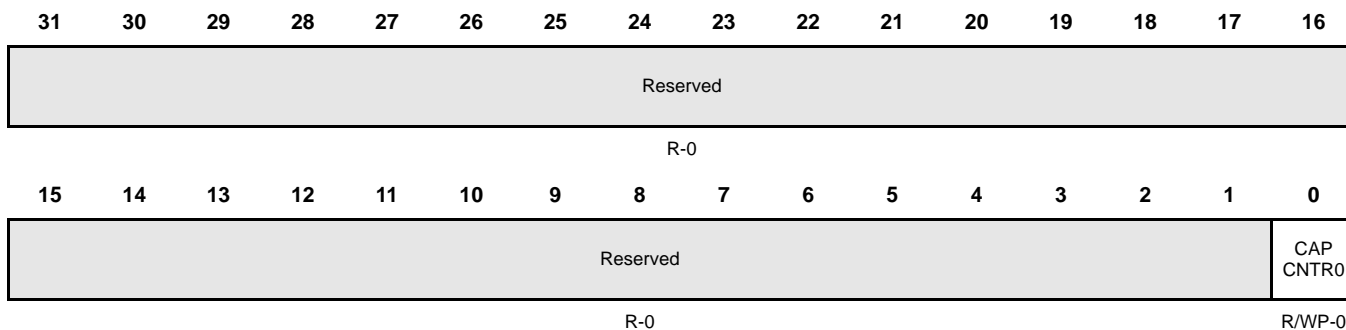 31 30 29 28 27 26 25 24 23 22 21 20 19 18 17 16
Reserved
R-0
15 14 13 12 11 10 9 8 7 6 5 4 3 2 1 0
Reserved
CAP
CNTR0
R-0 R/WP-0